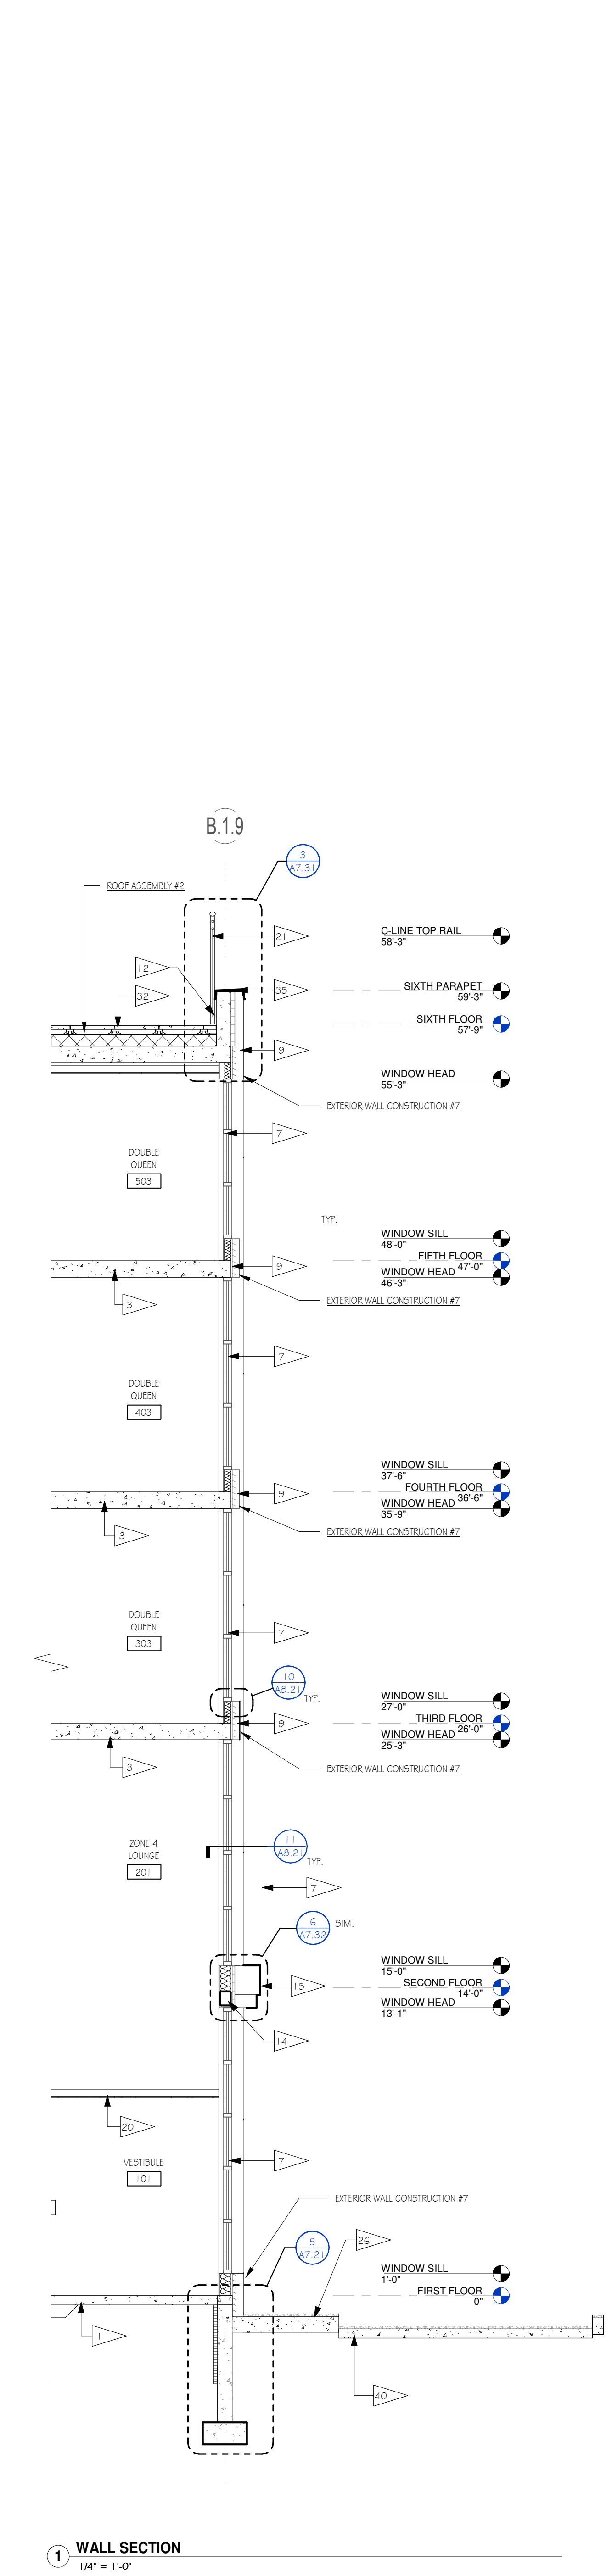 B.1.9
3
A7.31
ROOF ASSEMBLY #2
21
C-LINE TOP RAIL
58'-3"
12
32
35
SIXTH PARAPET
59'-3"
SIXTH FLOOR
57'-9"
9
WINDOW HEAD
55'-3"
EXTERIOR WALL CONSTRUCTION #7
7
DOUBLE
QUEEN
503
TYP.
WINDOW SILL
48'-0"
FIFTH FLOOR
47'-0"
9
WINDOW HEAD
46'-3"
EXTERIOR WALL CONSTRUCTION #7
3
7
DOUBLE
QUEEN
403
WINDOW SILL
37'-6"
FOURTH FLOOR
36'-6"
9
WINDOW HEAD
35'-9"
EXTERIOR WALL CONSTRUCTION #7
3
DOUBLE
QUEEN
303
7
10
A8.21
TYP.
WINDOW SILL
27'-0"
THIRD FLOOR
26'-0"
9
WINDOW HEAD
25'-3"
EXTERIOR WALL CONSTRUCTION #7
3
ZONE 4
LOUNGE
201
11
A8.21
TYP.
7
6
A7.32
SIM.
WINDOW SILL
15'-0"
SECOND FLOOR
14'-0"
15
WINDOW HEAD
13'-1"
14
20
VESTIBULE
101
7
EXTERIOR WALL CONSTRUCTION #7
5
A7.21
26
WINDOW SILL
1'-0"
FIRST FLOOR
0"
1
40
1
WALL SECTION
1/4" = 1'-0"